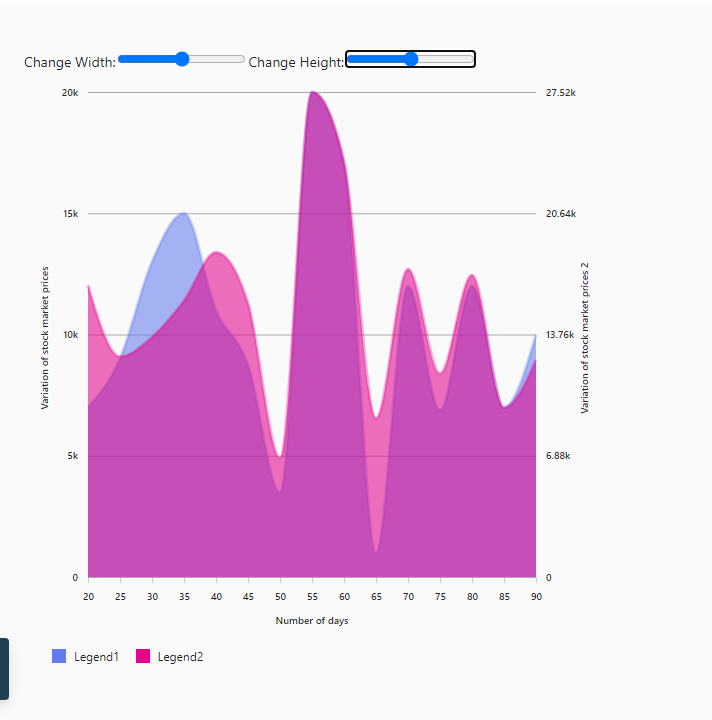 Change Width: Change Height:
20k 27.52k
15k 20.64k
10k 13.76k
5k 6.88k
0 0
Variation of stock market prices
Variation of stock market prices 2
20 25 30 35 40 45 50 55 60 65 70 75 80 85 90
Number of days
Legend1 Legend2